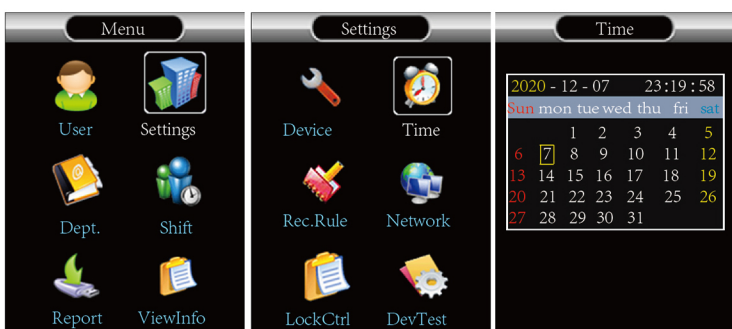 Menu
User Settings
Dept. Shift
Report ViewInfo
Settings
Device Time
Rec.Rule Network
LockCtrl DevTest
Time
2020 - 12 - 07 23:19:58
Sun mon tue wed thu fri sat
1 2 3 4 5
6 7 8 9 10 11 12
13 14 15 16 17 18 19
20 21 22 23 24 25 26
27 28 29 30 31